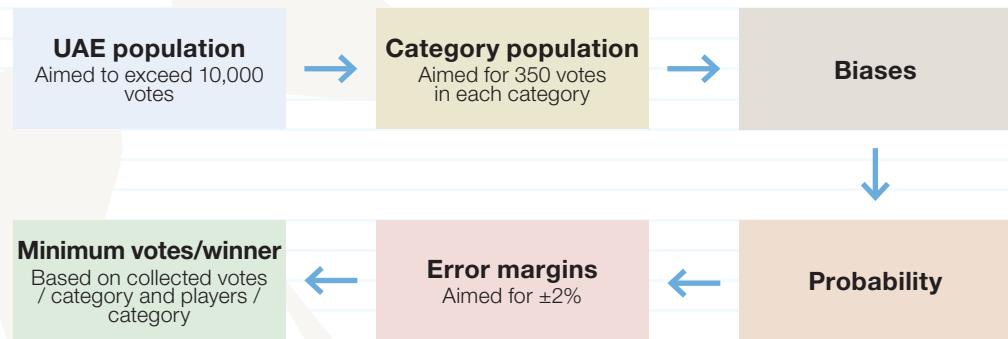 UAE population
Aimed to exceed 10,000
votes
Category population
Aimed for 350 votes
in each category
Biases
Probability
Error margins
Aimed for ±2%
Minimum votes/winner
Based on collected votes
/ category and players /
category